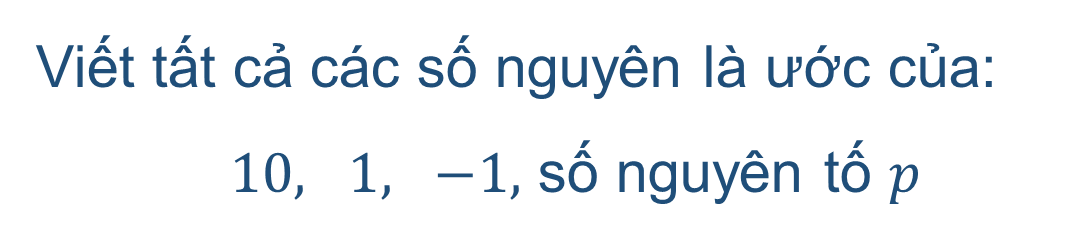 Viết tất cả các số nguyên là ước của:
10, 1, −1, số nguyên tố p